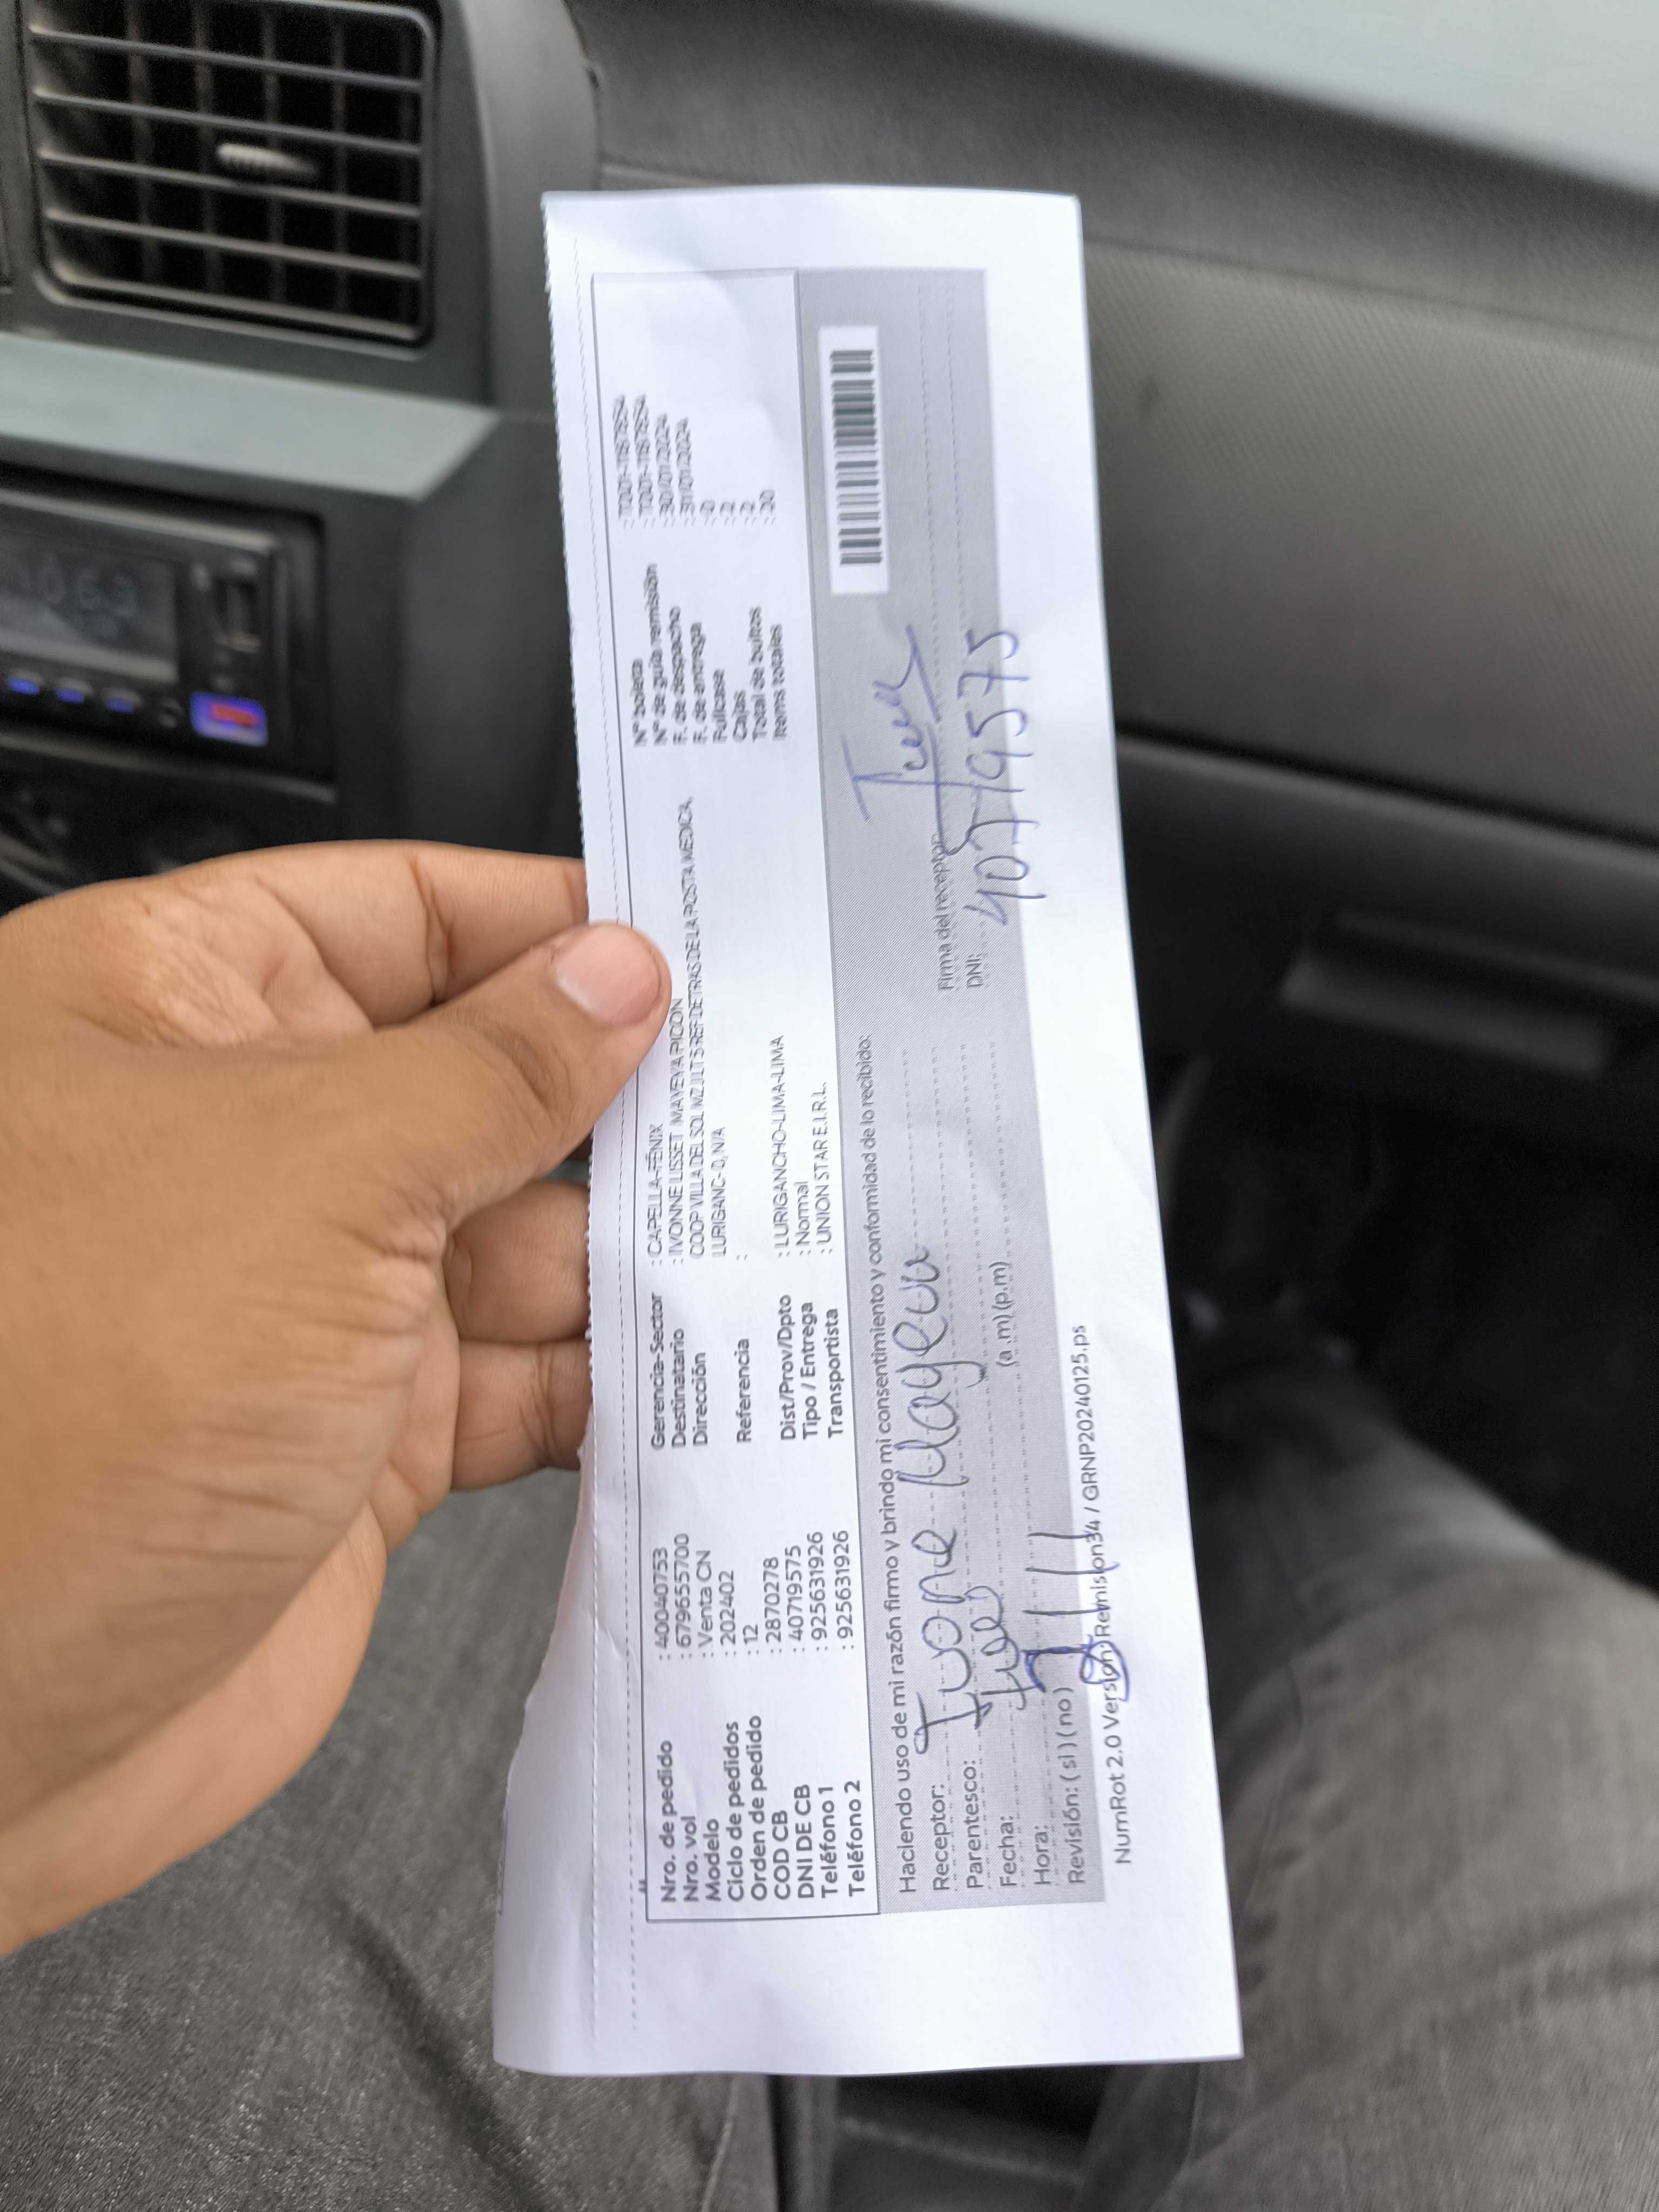 Nro. de pedido : 40040753
Nro. vol : 679655700
Modelo : Venta CN
Ciclo de pedidos : 202402
Orden de pedido : 12
COD CB : 2870278
DNI DE CB : 40719575
Teléfono 1 : 925631926
Teléfono 2 : 925631926
Gerencia-Sector : CAPELLA-FÉNIX
Destinatario : IVONNE LISSET MAYEVA PICON
Dirección COOP VILLA DEL SOL MZ.J LT 5 REF: DETRAS DE LA POSTA MEDICA,
LURIGANC- 0, N/A
Referencia :
Dist/Prov/Dpto : LURIGANCHO-LIMA-LIMA
Tipo / Entrega : Normal
Transportista : UNION STAR E.I.R.L.
N° boleta
N° de guía remisión
F. de despacho : 30/01/2024
F. de entrega : 31/01/2024
Fullcase : 0
Cajas : 2
Total de bultos : 2
Items totales : 20
Haciendo uso de mi razón firmo y brindo mi consentimiento y conformidad de lo recibido:
Receptor: Ivone
Parentesco:
Fecha:
Hora: (a .m) (p.m)
Revisión: ( si ) ( no )
Firma del receptor
DNI: 40719575
NumRot 2.0 Version: Remision34 / GRNP20240125.ps